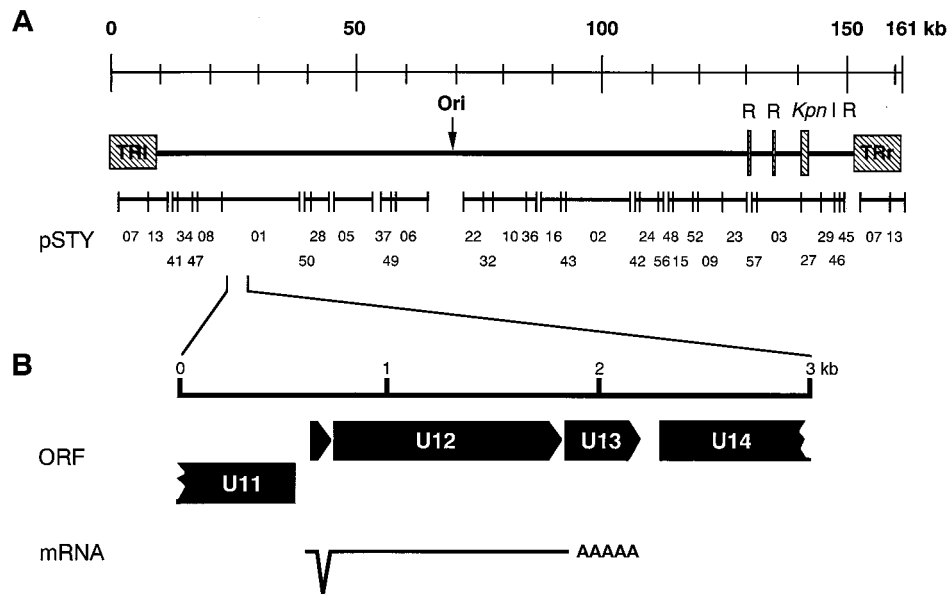 A
0 50 100 150 161 kb
Ori
R R Kpn I R
TRl TRr
pSTY
07 13 34 08 01 28 05 37 06 22 10 36 16 02 24 48 52 23 03 29 45 07 13
41 47 50 49 32 43 42 56 15 09 57 27 46
B
0 1 2 3 kb
ORF
U12 U13 U14
U11
mRNA
AAAAA